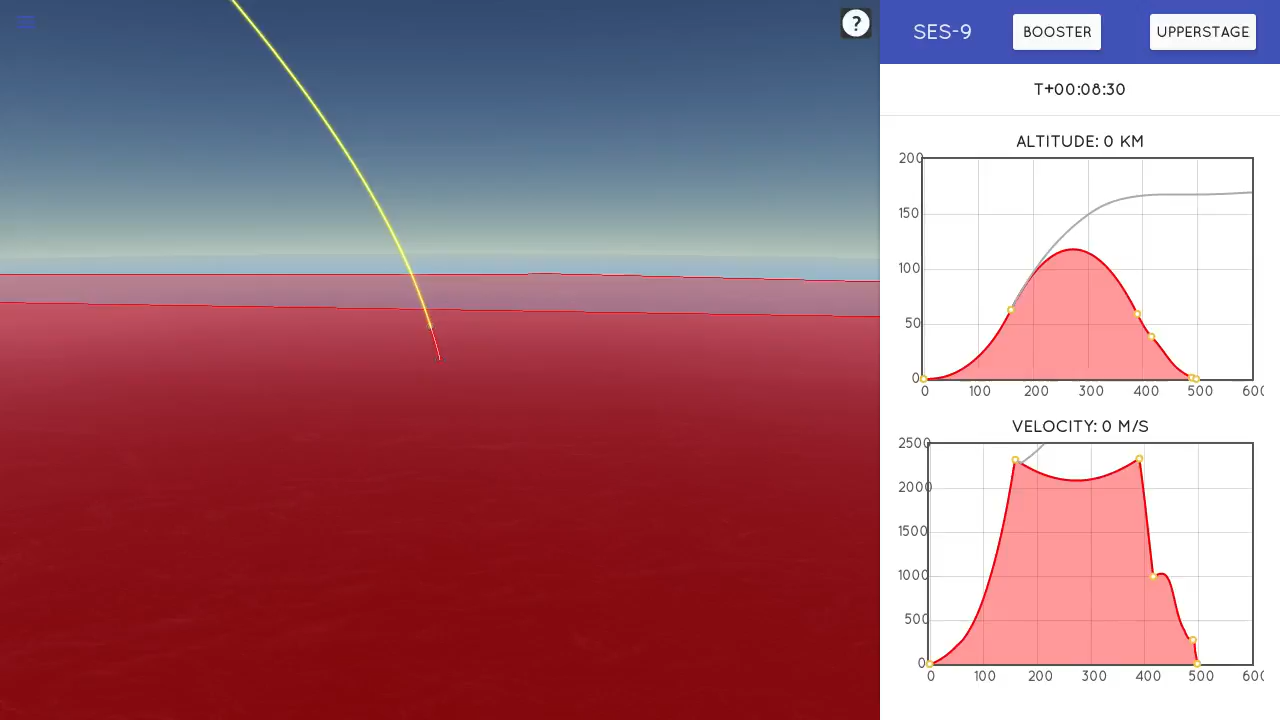 ?
SES-9 BOOSTER UPPERSTAGE
T+00:08:30
ALTITUDE: 0 KM
200
150
100
50
0
0 100 200 300 400 500 600
VELOCITY: 0 M/S
2500
2000
1500
1000
500
0
0 100 200 300 400 500 600